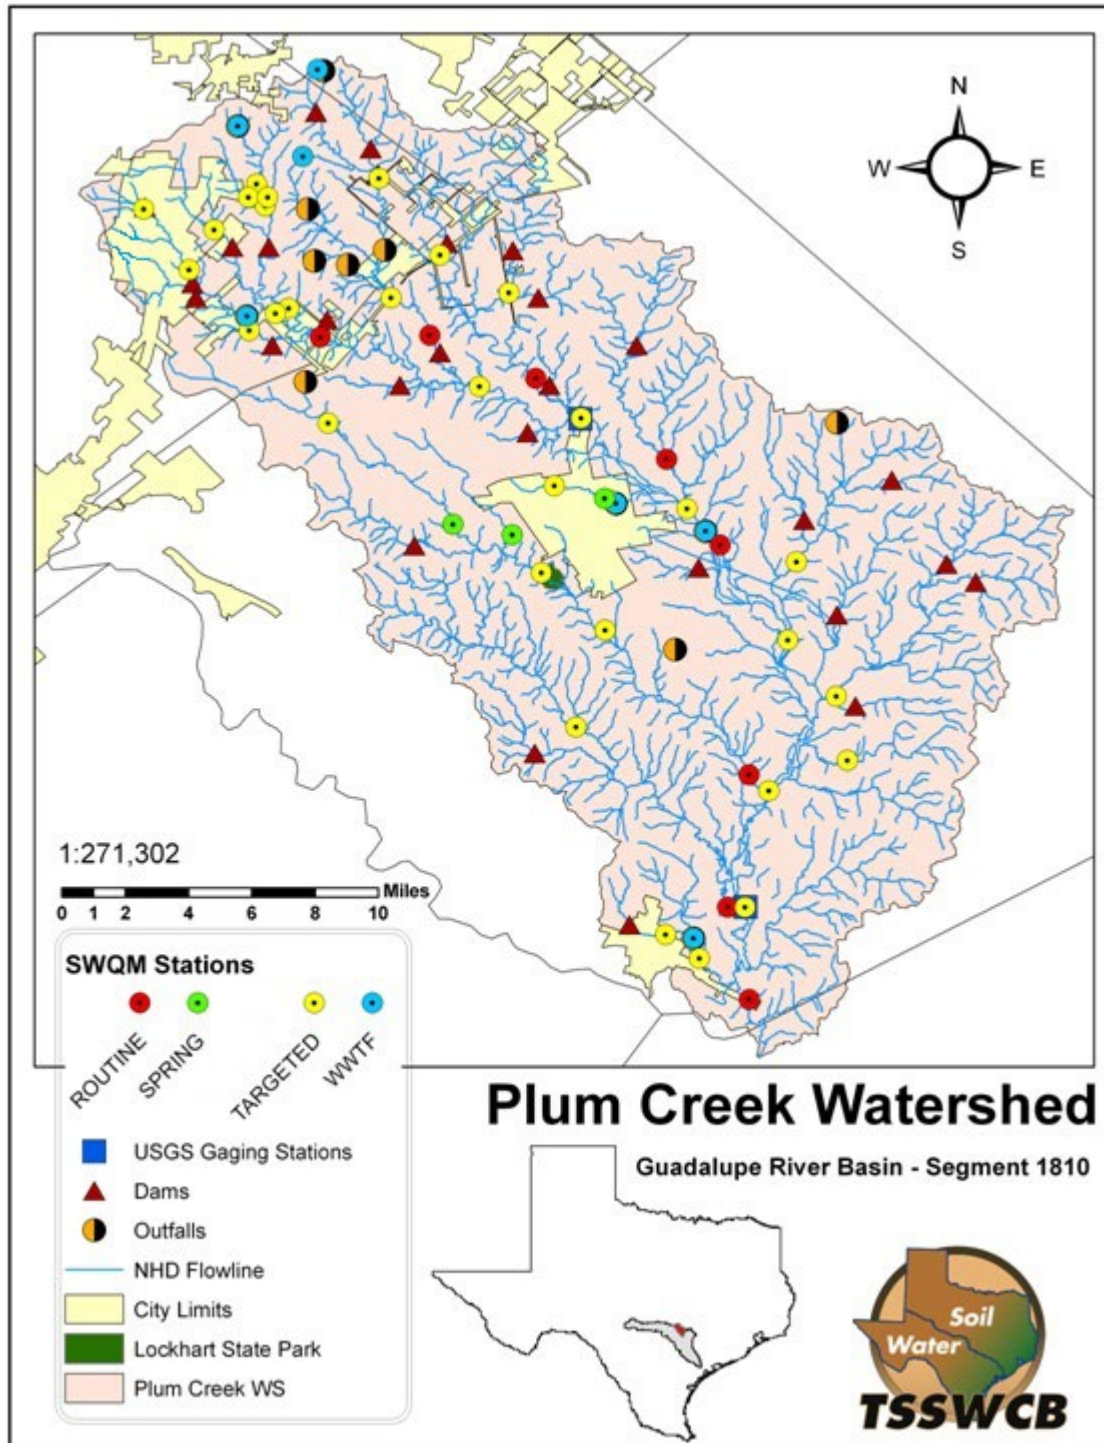 N
W E
S
1:271,302
Miles
0 1 2 4 6 8 10
SWQM Stations
ROUTINE
SPRING
TARGETED
WWTF
USGS Gaging Stations
Dams
Outfalls
NHD Flowline
City Limits
Lockhart State Park
Plum Creek WS
Plum Creek Watershed
Guadalupe River Basin - Segment 1810
Soil
Water
TSSWCB